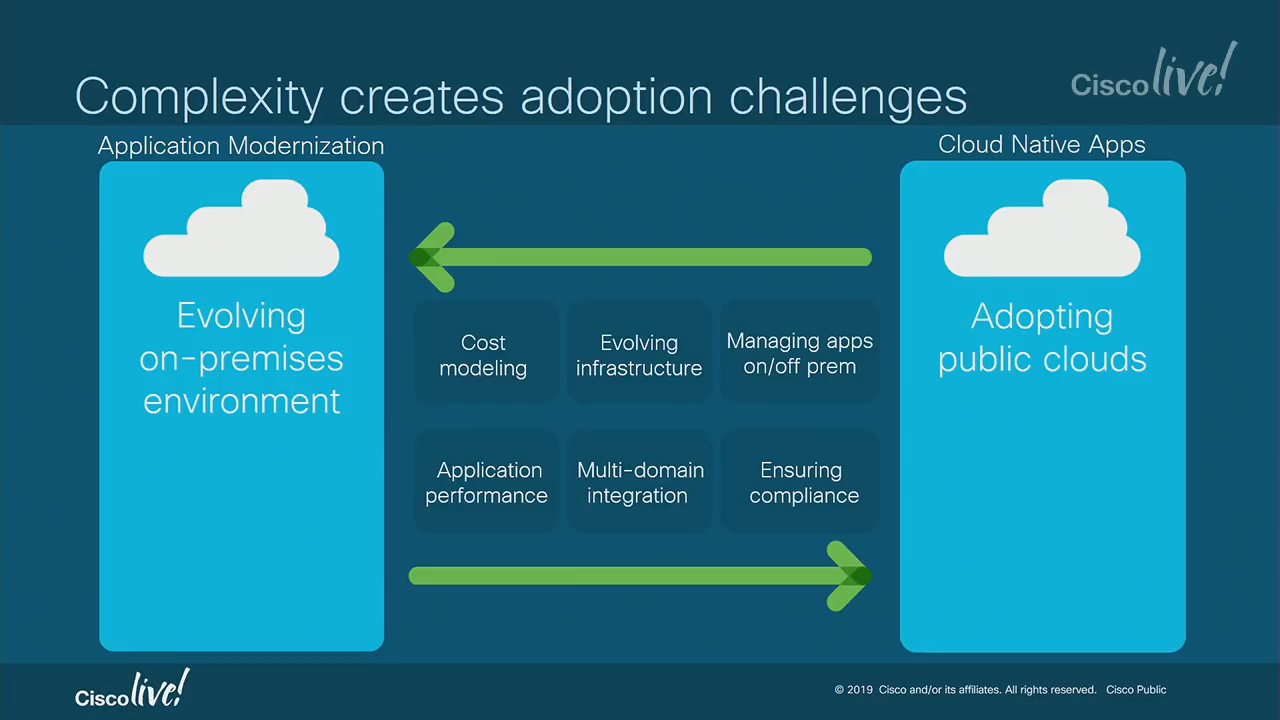 Cisco live!
Complexity creates adoption challenges
Application Modernization
Cloud Native Apps
Evolving
on-premises
environment
Cost
modeling
Evolving
infrastructure
Managing apps
on/off prem
Application
performance
Multi-domain
integration
Ensuring
compliance
Adopting
public clouds
Cisco live!
© 2019 Cisco and/or its affiliates. All rights reserved. Cisco Public